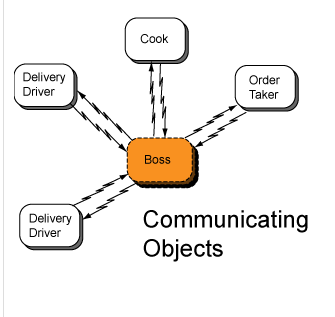 Cook
Delivery
Driver
Order
Taker
Boss
Delivery
Driver
Communicating
Objects